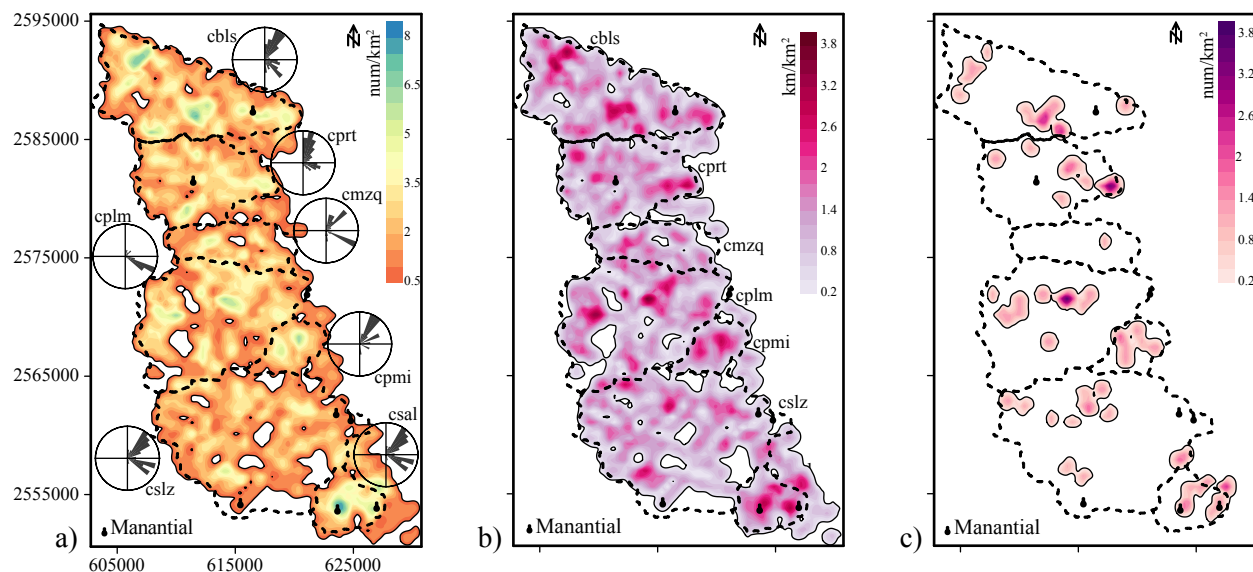 2595000
2585000
2575000
2565000
2555000
605000
615000
625000
a)
Manantial
N
num/km²
8
6.5
5
3.5
2
0.5
cbls
cprt
cmzq
cplm
cpmi
csal
cslz
b)
Manantial
N
km/km²
3.8
3.2
2.6
2
1.4
0.8
0.2
cbls
cprt
cmzq
cplm
cpmi
cslz
c)
Manantial
N
num/km²
3.8
3.2
2.6
2
1.4
0.8
0.2